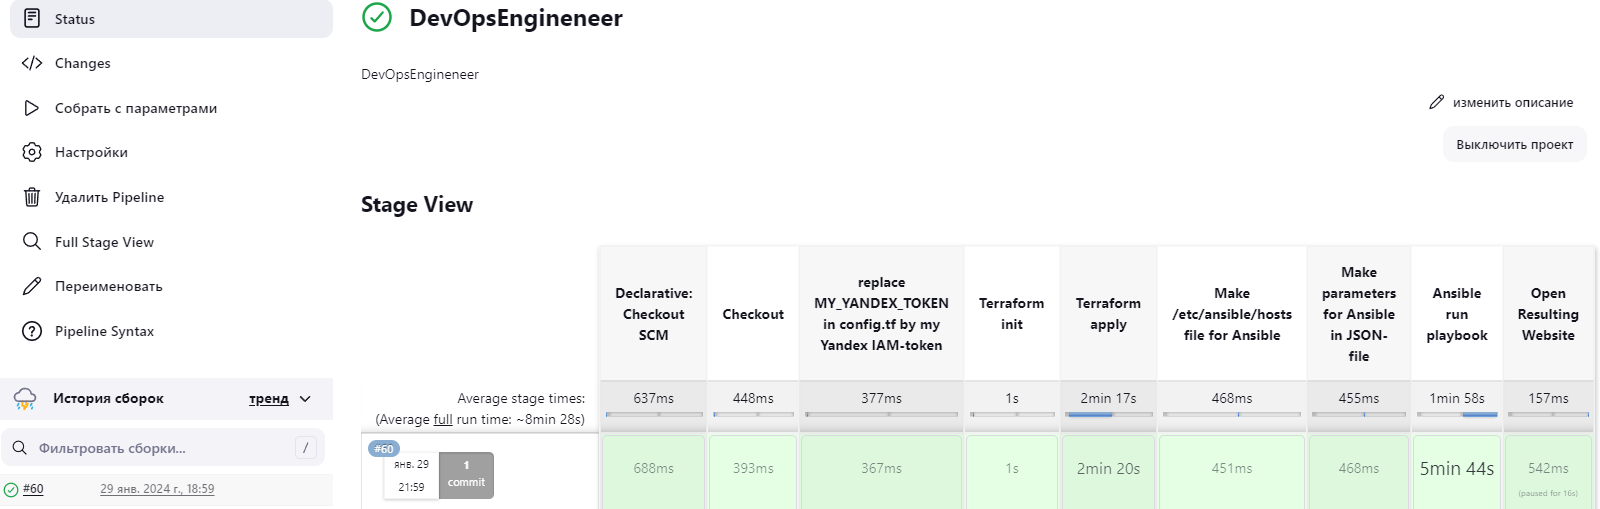 Status
Changes
Собрать с параметрами
Настройки
Удалить Pipeline
Full Stage View
Переименовать
Pipeline Syntax
История сборок
тренд
Фильтровать сборки...
/
#60
29 янв. 2024 г., 18:59
DevOpsEngineneer
DevOpsEngineneer
изменить описание
Выключить проект
Stage View
Declarative:
Checkout
SCM
Checkout
replace
MY_YANDEX_TOKEN
in config.tf by my
Yandex IAM-token
Terraform
init
Terraform
apply
Make
/etc/ansible/hosts
file for Ansible
Make
parameters
for Ansible
in JSON-
file
Ansible
run
playbook
Open
Resulting
Website
Average stage times:
(Average full run time: ~8min 28s)
637ms
448ms
377ms
1s
2min 17s
468ms
455ms
1min 58s
157ms
#60
янв. 29
21:59
1
commit
688ms
393ms
367ms
1s
2min 20s
451ms
468ms
5min 44s
542ms
(paused for 16s)